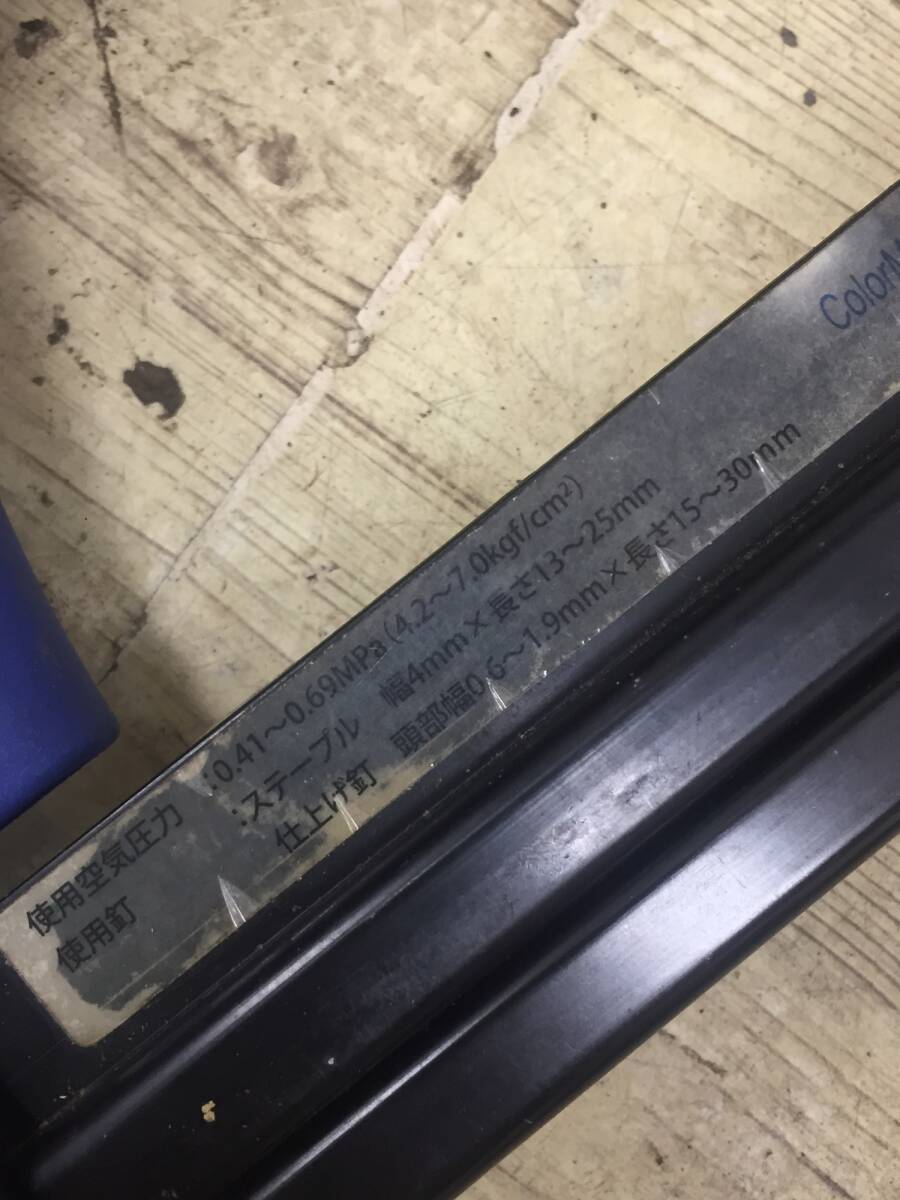 使用空気圧力 :0.41~0.69MPa(4.2~7.0kgf/cm²)
使用釘 :ステープル 幅4mm×長さ13~25mm
仕上げ釘 頭部幅0.6~1.9mm×長さ15~30mm